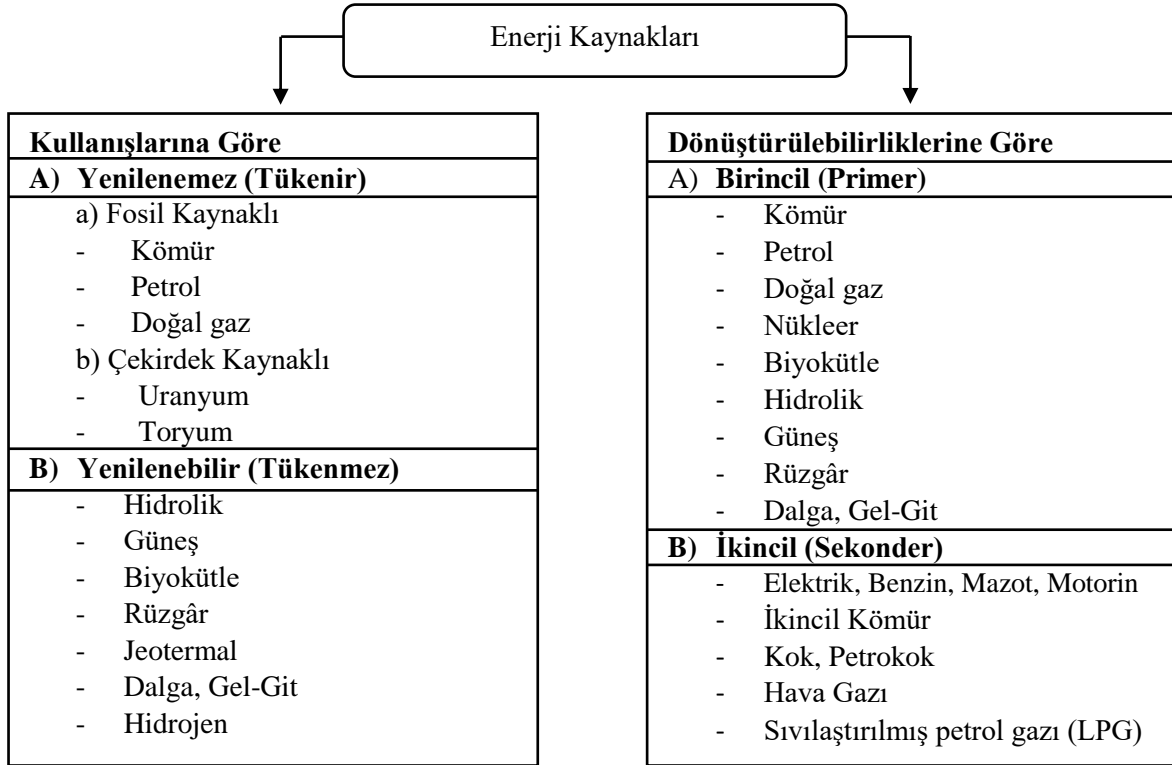 Enerji Kaynakları
Kullanışlarına Göre
A) Yenilenemez (Tükenir)
a) Fosil Kaynaklı
- Kömür
- Petrol
- Doğal gaz
b) Çekirdek Kaynaklı
- Uranyum
- Toryum
B) Yenilenebilir (Tükenmez)
- Hidrolik
- Güneş
- Biyokütle
- Rüzgâr
- Jeotermal
- Dalga, Gel-Git
- Hidrojen
Dönüştürülebilirliklerine Göre
A) Birincil (Primer)
- Kömür
- Petrol
- Doğal gaz
- Nükleer
- Biyokütle
- Hidrolik
- Güneş
- Rüzgâr
- Dalga, Gel-Git
B) İkincil (Sekonder)
- Elektrik, Benzin, Mazot, Motorin
- İkincil Kömür
- Kok, Petrokok
- Hava Gazı
- Sıvılaştırılmış petrol gazı (LPG)